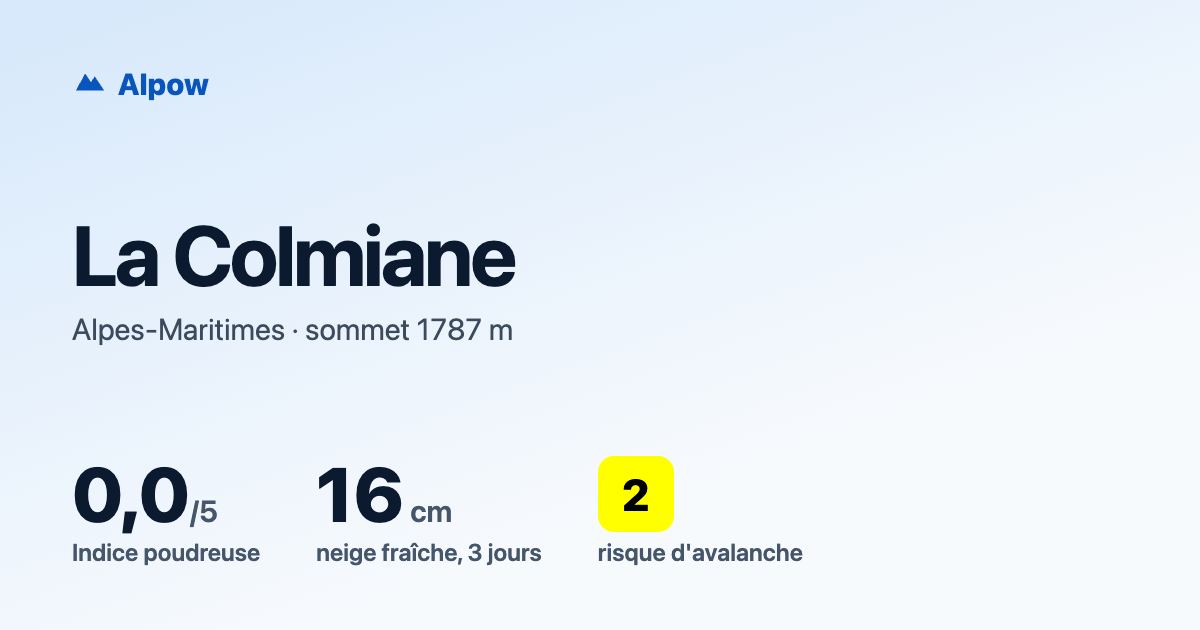 Alpow
La Colmiane
Alpes-Maritimes · sommet 1787 m
0,0/5
Indice poudreuse
16 cm
neige fraîche, 3 jours
2
risque d'avalanche